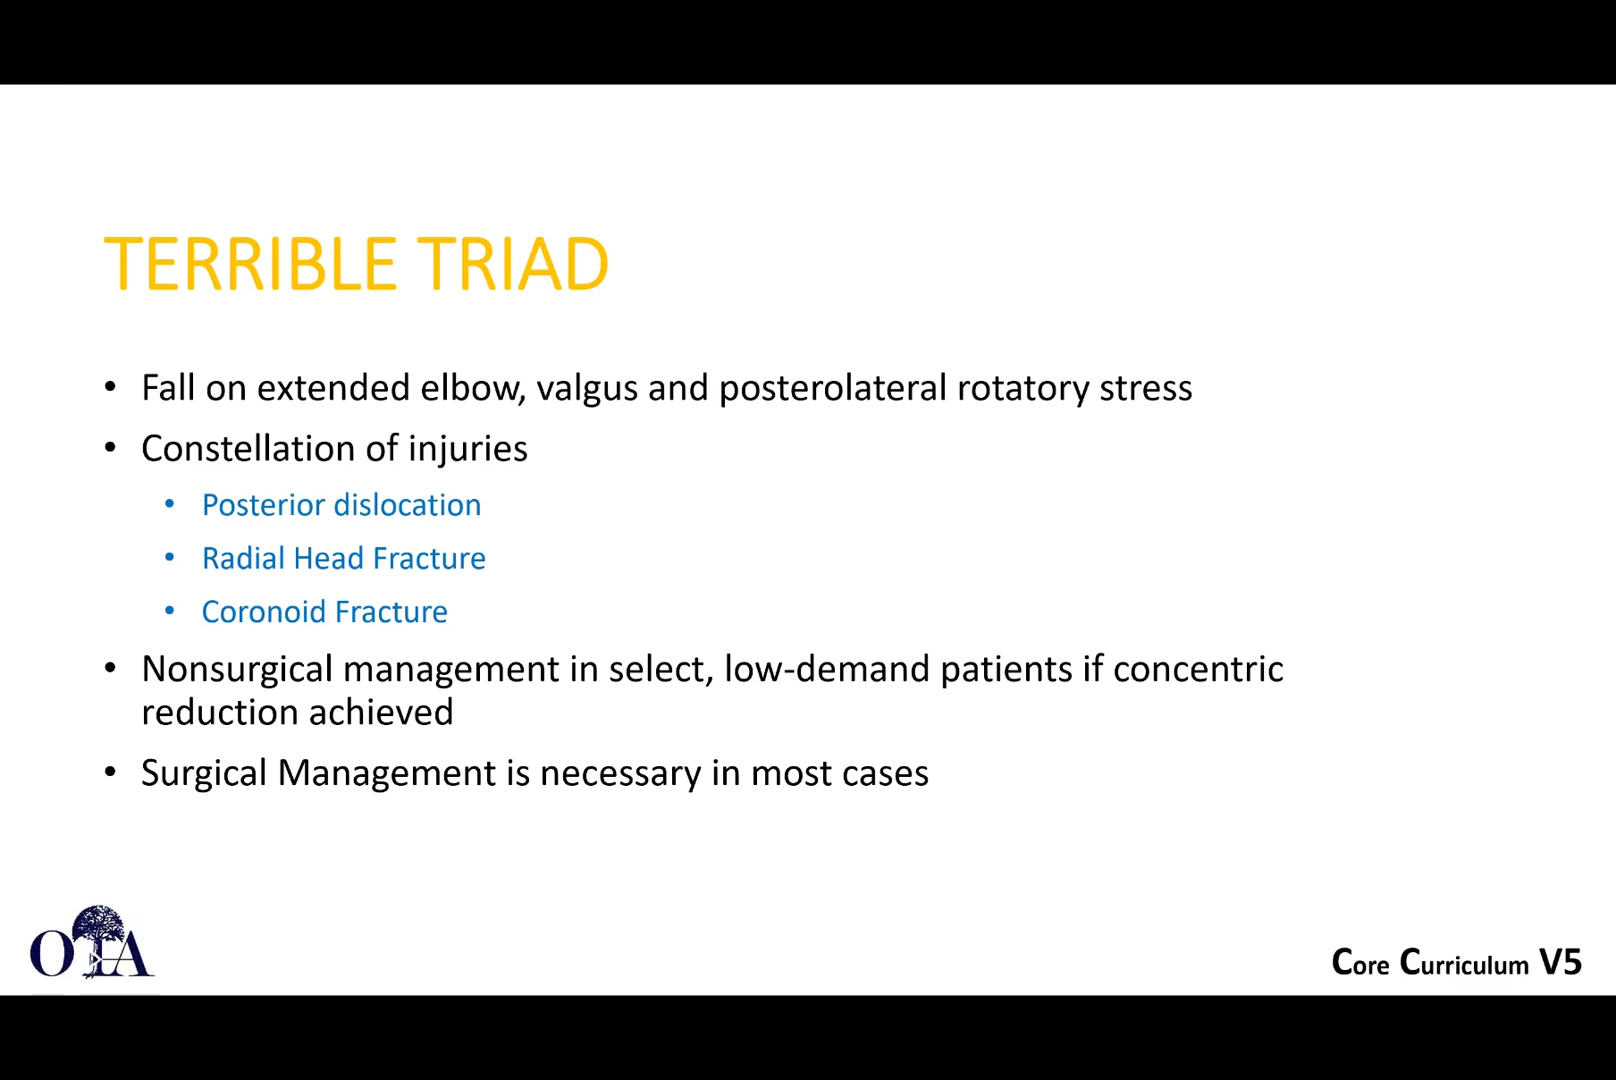 TERRIBLE TRIAD
• Fall on extended elbow, valgus and posterolateral rotatory stress
• Constellation of injuries
• Posterior dislocation
• Radial Head Fracture
• Coronoid Fracture
• Nonsurgical management in select, low-demand patients if concentric
reduction achieved
• Surgical Management is necessary in most cases
OTA
Core Curriculum V5